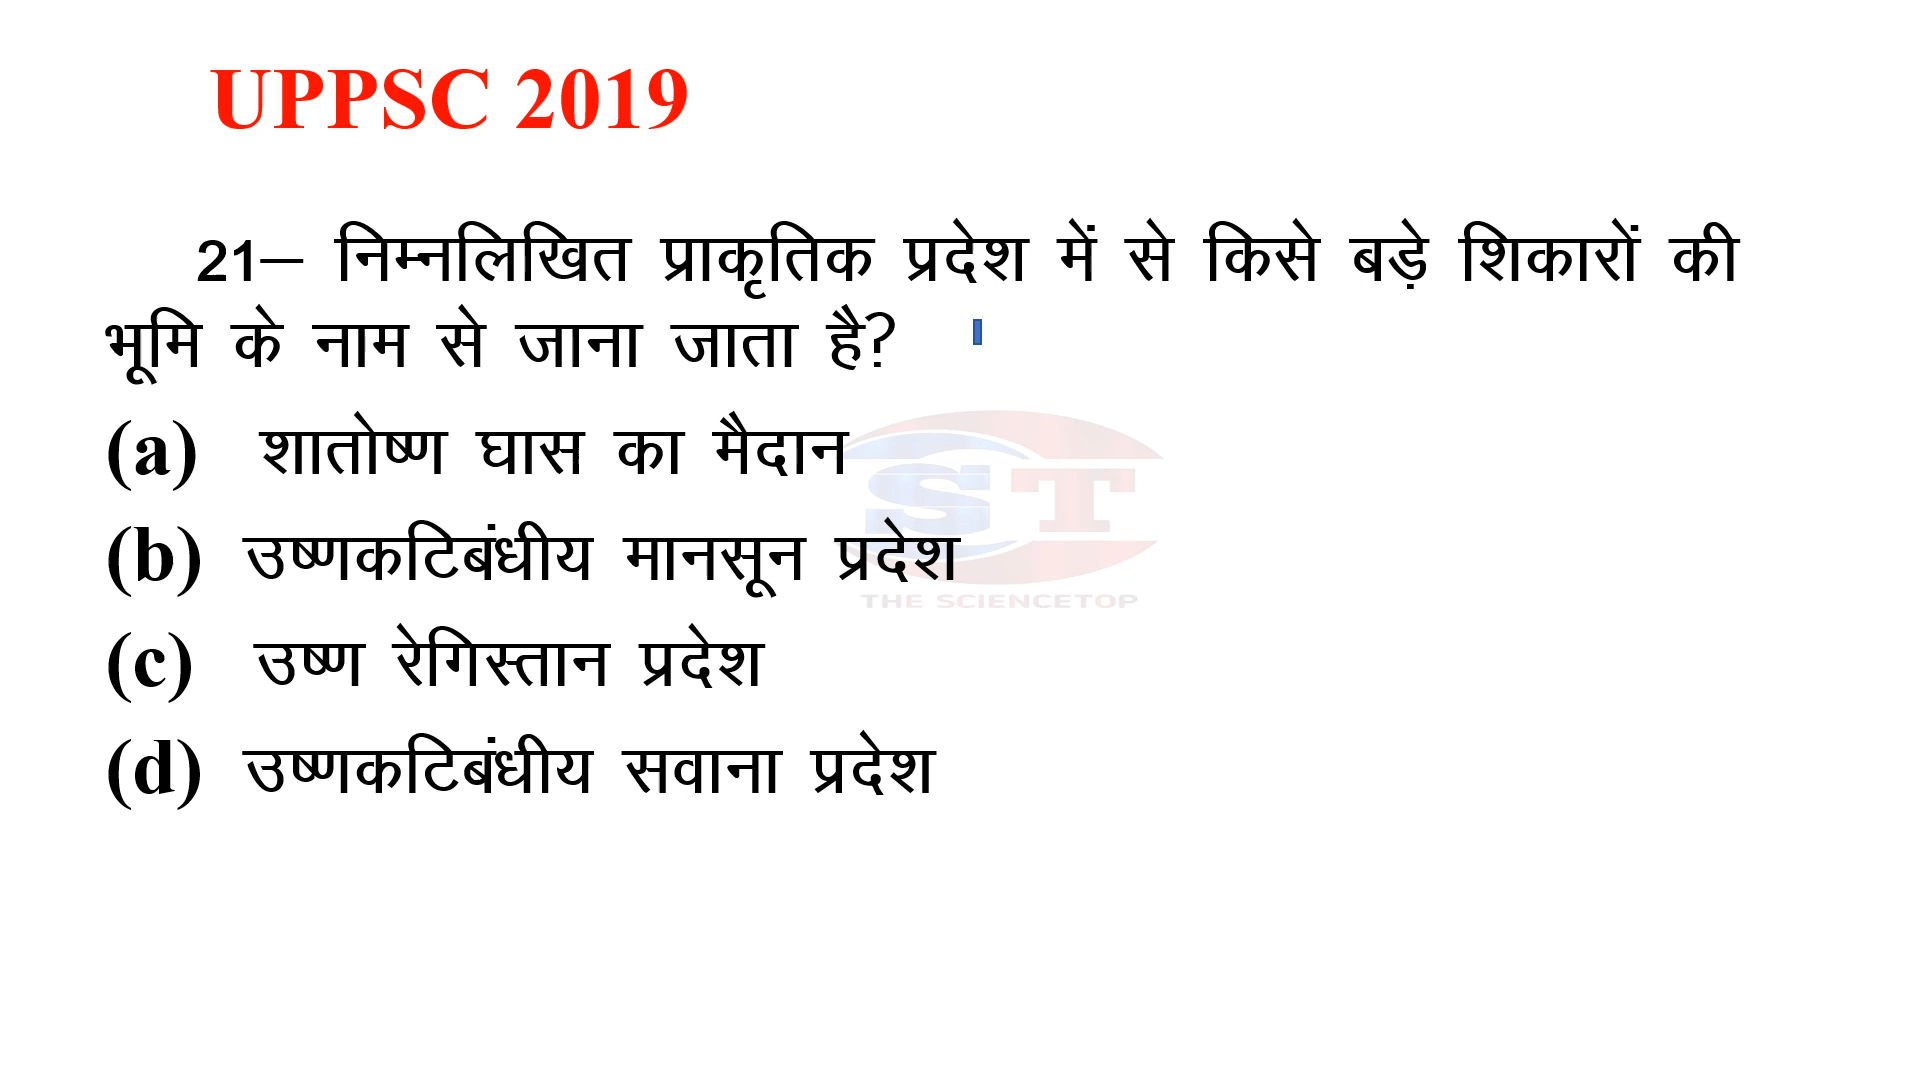 UPPSC 2019
21– निम्नलिखित प्राकृतिक प्रदेश में से किसे बड़े शिकारों की
भूमि के नाम से जाना जाता है?
(a) शातोष्ण घास का मैदान
(b) उष्णकटिबंधीय मानसून प्रदेश
(c) उष्ण रेगिस्तान प्रदेश
(d) उष्णकटिबंधीय सवाना प्रदेश
ST
THE SCIENCETOP